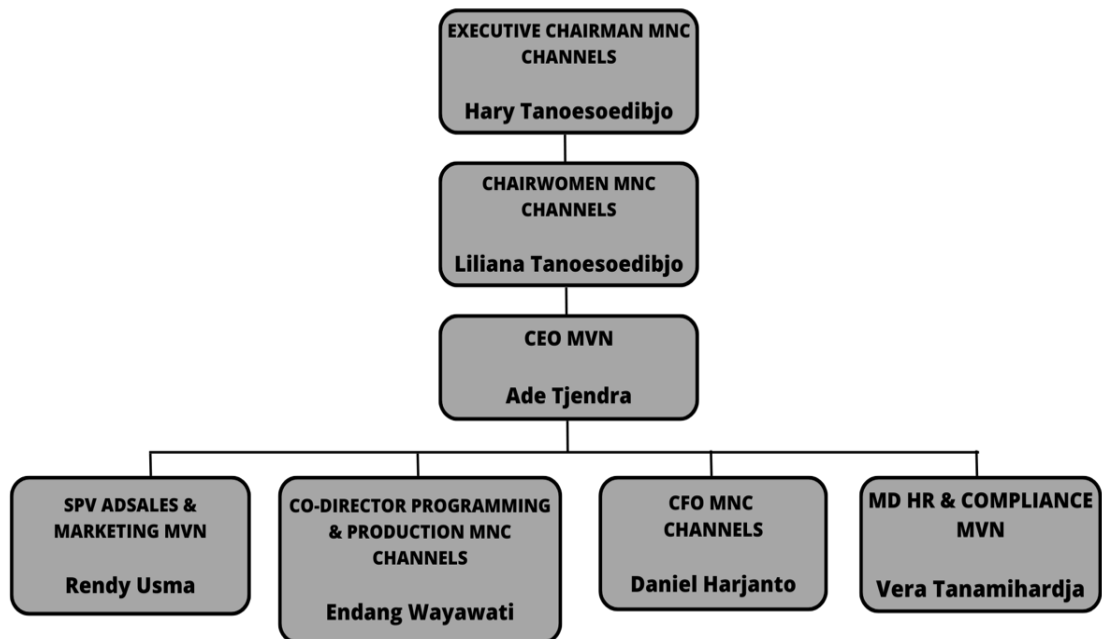 EXECUTIVE CHAIRMAN MNC
CHANNELS
Hary Tanoesoedibjo
CHAIRWOMEN MNC
CHANNELS
Liliana Tanoesoedibjo
CEO MVN
Ade Tjendra
SPV ADSALES &
MARKETING MVN
Rendy Usma
CO-DIRECTOR PROGRAMMING
& PRODUCTION MNC
CHANNELS
Endang Wayawati
CFO MNC
CHANNELS
Daniel Harjanto
MD HR & COMPLIANCE
MVN
Vera Tanamihardja